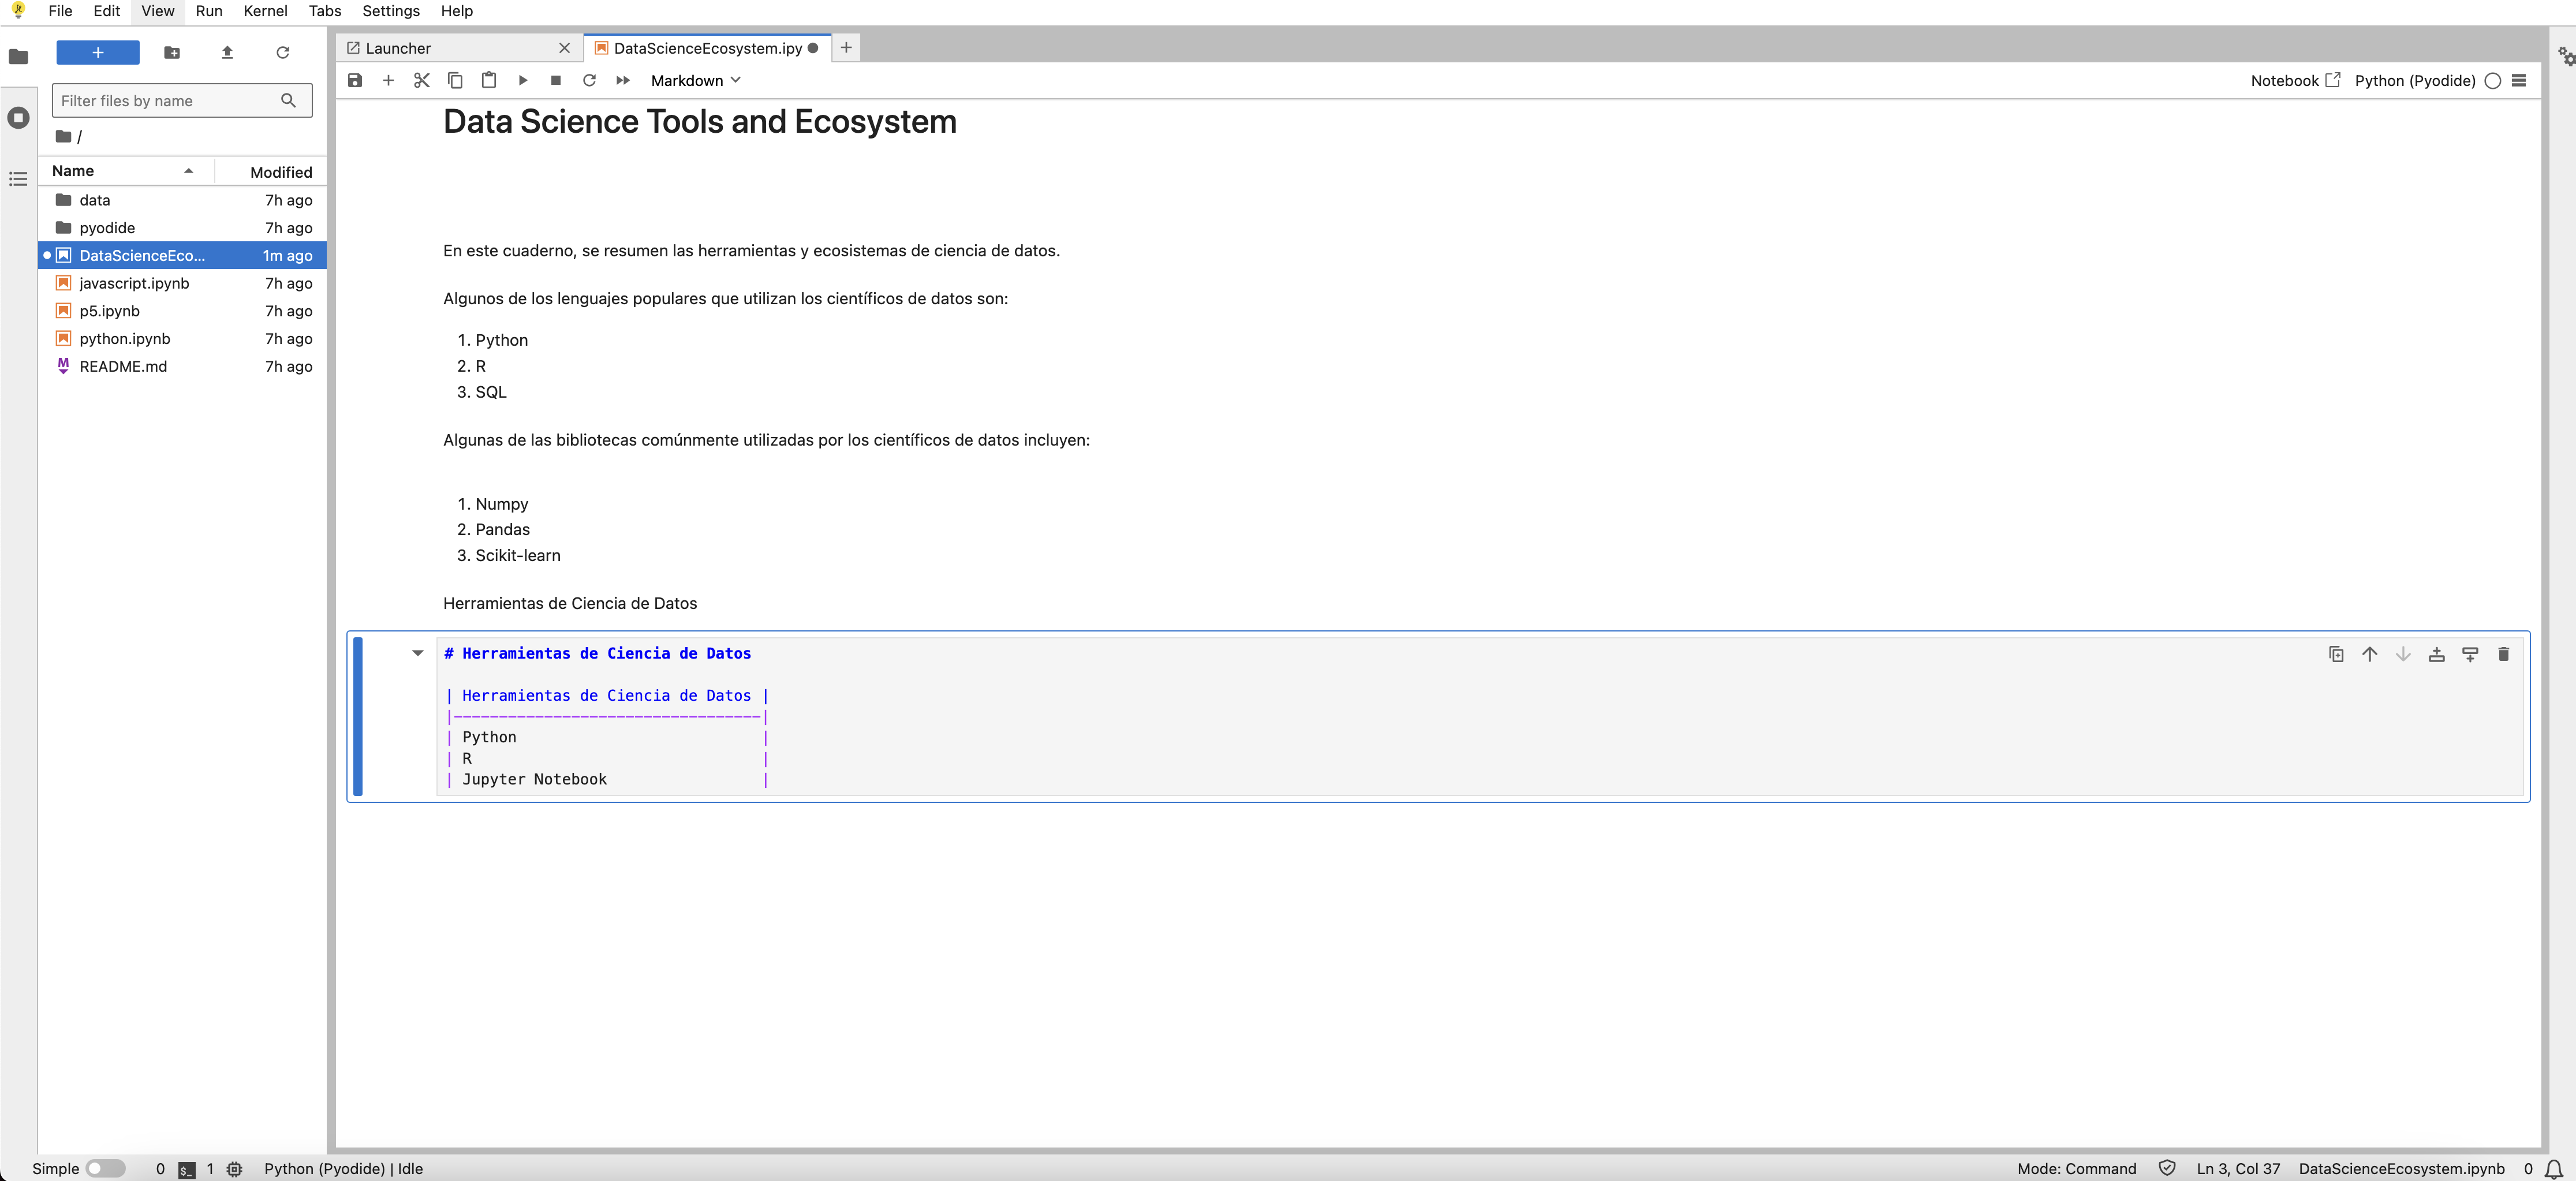 File Edit View Run Kernel Tabs Settings Help
+
Filter files by name
/
Name Modified
data 7h ago
pyodide 7h ago
DataScienceEco... 1m ago
javascript.ipynb 7h ago
p5.ipynb 7h ago
python.ipynb 7h ago
M README.md 7h ago
Launcher DataScienceEcosystem.ipy +
Markdown Notebook Python (Pyodide)
Data Science Tools and Ecosystem
En este cuaderno, se resumen las herramientas y ecosistemas de ciencia de datos.
Algunos de los lenguajes populares que utilizan los científicos de datos son:
1. Python
2. R
3. SQL
Algunas de las bibliotecas comúnmente utilizadas por los científicos de datos incluyen:
1. Numpy
2. Pandas
3. Scikit-learn
Herramientas de Ciencia de Datos
# Herramientas de Ciencia de Datos
| Herramientas de Ciencia de Datos |
|----------------------------------|
| Python |
| R |
| Jupyter Notebook |
Simple 0 $_ 1 Python (Pyodide) | Idle Mode: Command Ln 3, Col 37 DataScienceEcosystem.ipynb 0